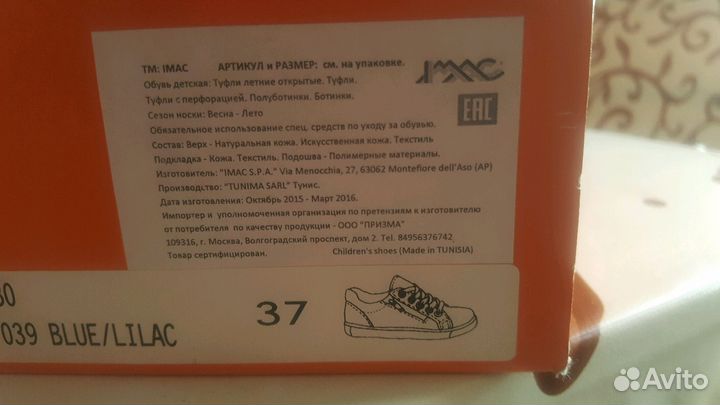 ТМ: IMAC АРТИКУЛ и РАЗМЕР: см. на упаковке.
IMAC
Обувь детская: Туфли летние открытые. Туфли.
Туфли с перфорацией. Полуботинки. Ботинки.
Сезон носки: Весна - Лето
EAC
Обязательное использование спец. средств по уходу за обувью.
Состав: Верх - Натуральная кожа. Искусственная кожа. Текстиль
Подкладка - Кожа. Текстиль. Подошва - Полимерные материалы.
Изготовитель: "IMAC S.P.A." Via Menocchia, 27, 63062 Montefiore dell'Aso (AP)
Производство: "TUNIMA SARL" Тунис.
Дата изготовления: Октябрь 2015 - Март 2016.
Импортер и уполномоченная организация по претензиям к изготовителю
от потребителя по качеству продукции - ООО "ПРИЗМА"
109316, г. Москва, Волгоградский проспект, дом 2. Tel. 84956376742
Товар сертифицирован. Children's shoes (Made in TUNISIA)
30
039 BLUE/LILAC
37
Avito